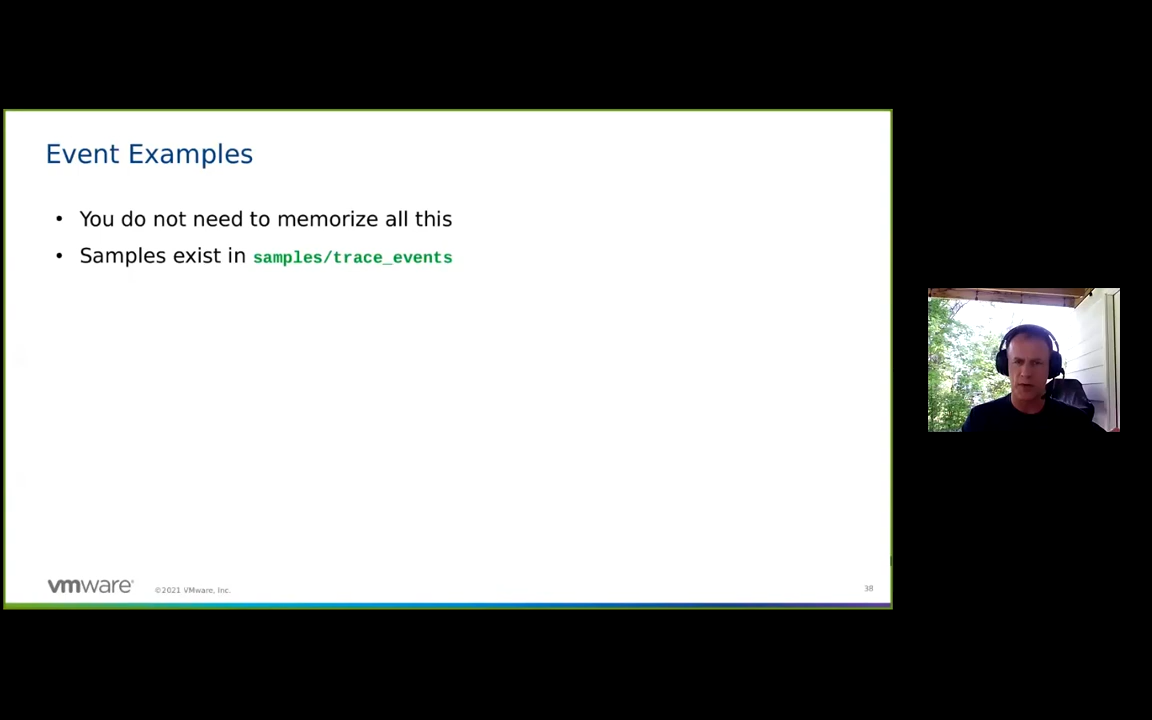 Event Examples
• You do not need to memorize all this
• Samples exist in samples/trace_events
vmware®
©2021 VMware, Inc.
38